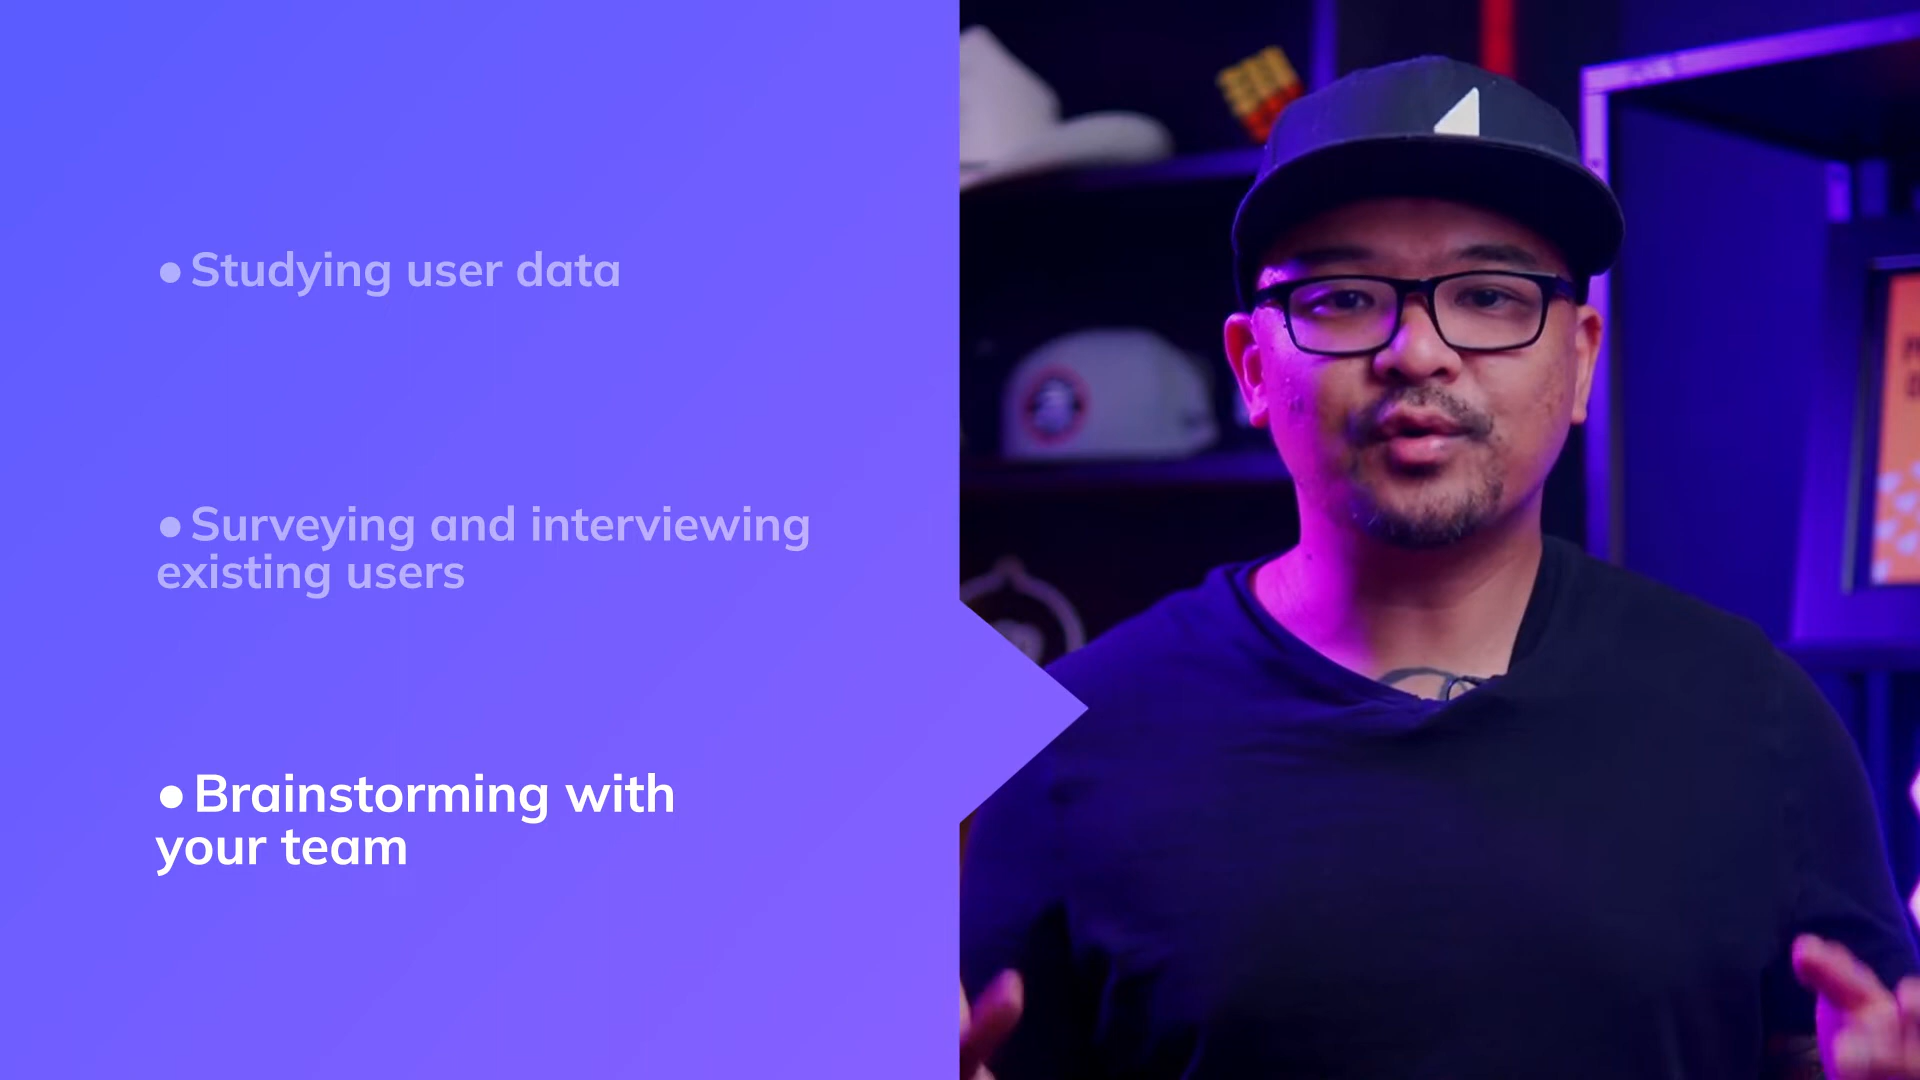 ● Studying user data
● Surveying and interviewing
existing users
● Brainstorming with
your team